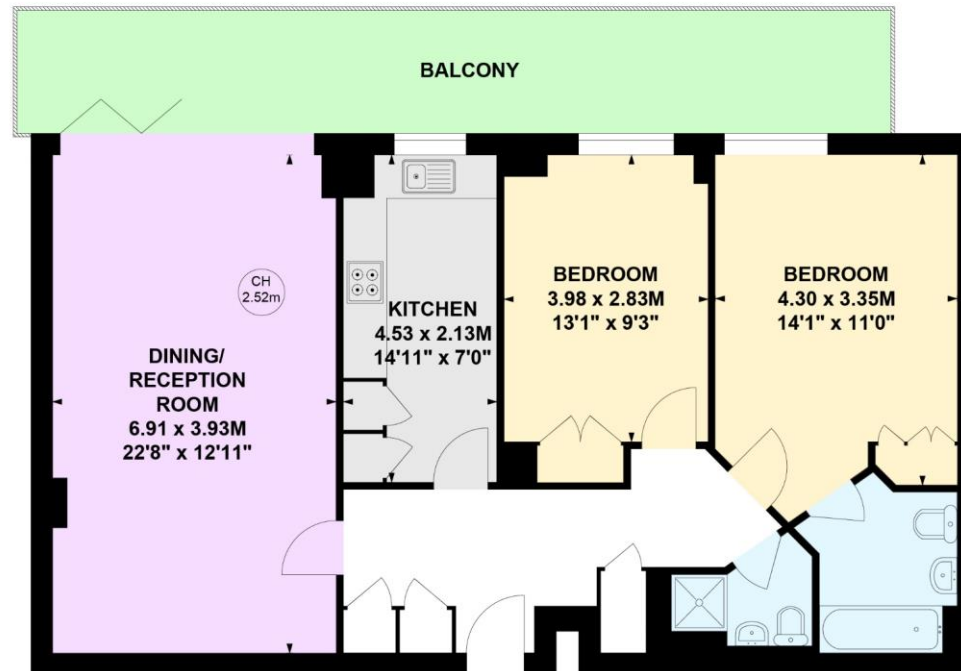 BALCONY
CH
2.52m
DINING/
RECEPTION
ROOM
6.91 x 3.93M
22'8" x 12'11"
KITCHEN
4.53 x 2.13M
14'11" x 7'0"
BEDROOM
3.98 x 2.83M
13'1" x 9'3"
BEDROOM
4.30 x 3.35M
14'1" x 11'0"